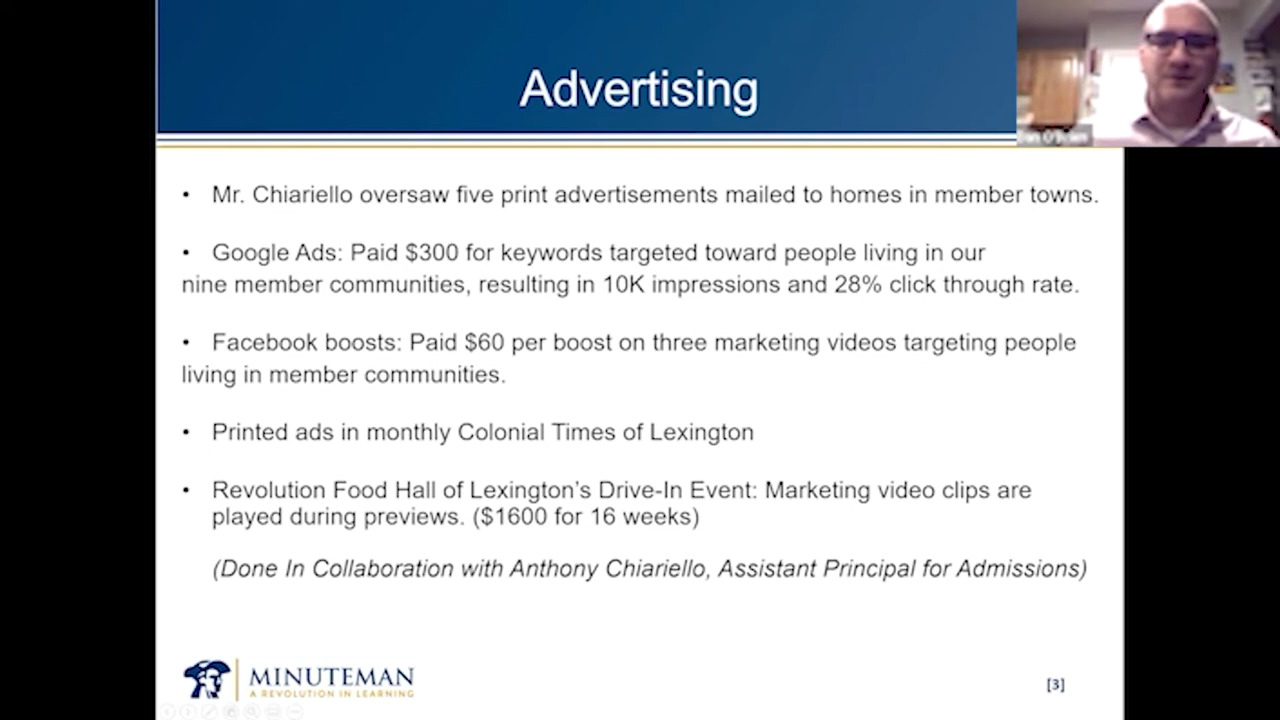 Advertising
• Mr. Chiariello oversaw five print advertisements mailed to homes in member towns.
• Google Ads: Paid $300 for keywords targeted toward people living in our
nine member communities, resulting in 10K impressions and 28% click through rate.
• Facebook boosts: Paid $60 per boost on three marketing videos targeting people
living in member communities.
• Printed ads in monthly Colonial Times of Lexington
• Revolution Food Hall of Lexington's Drive-In Event: Marketing video clips are
played during previews. ($1600 for 16 weeks)
(Done In Collaboration with Anthony Chiariello, Assistant Principal for Admissions)
MINUTEMAN
A REVOLUTION IN LEARNING
[3]